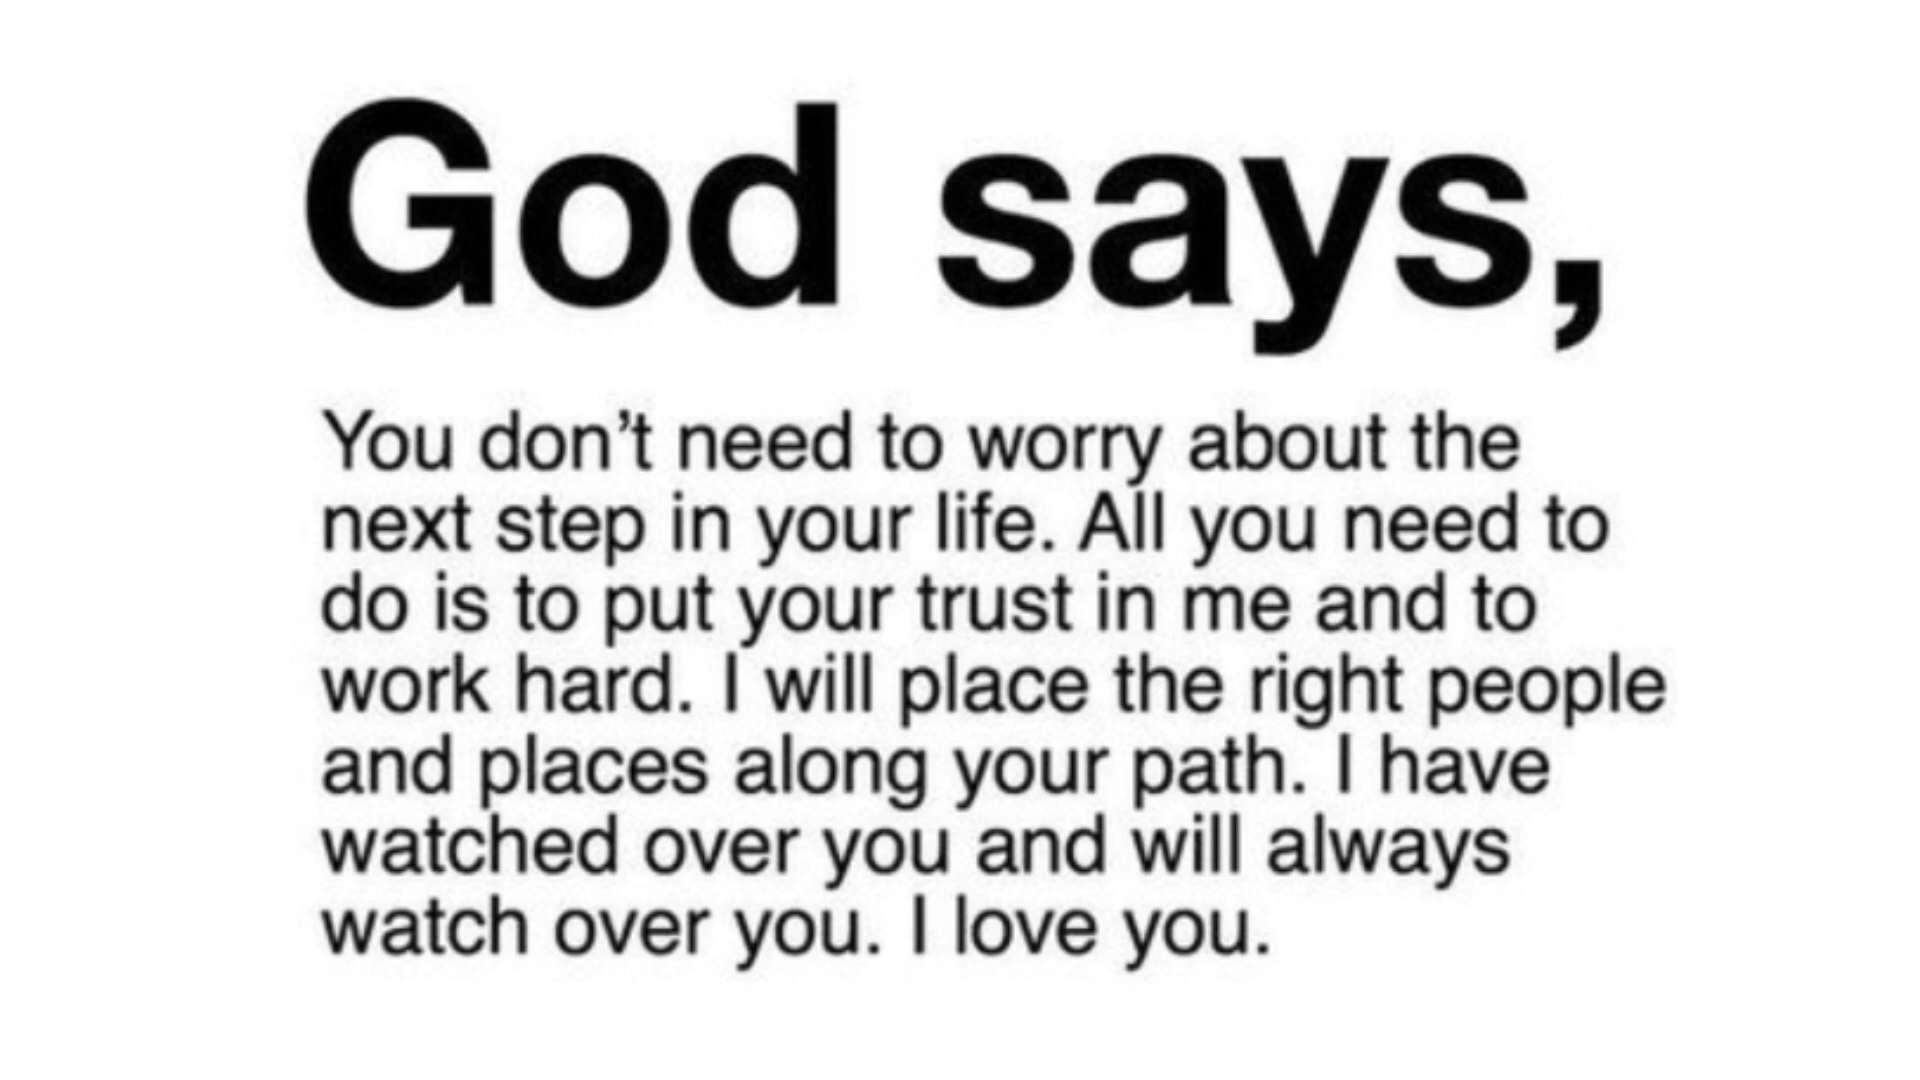 God says,
You don’t need to worry about the
next step in your life. All you need to
do is to put your trust in me and to
work hard. I will place the right people
and places along your path. I have
watched over you and will always
watch over you. I love you.